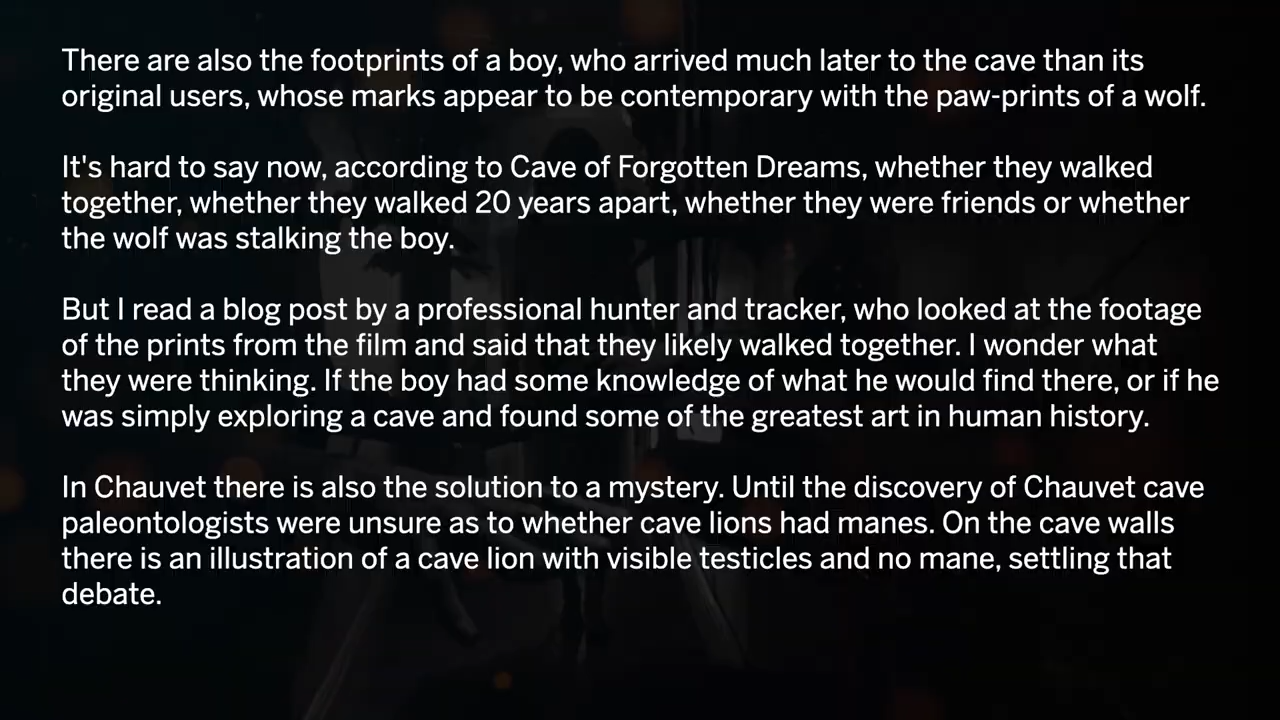 There are also the footprints of a boy, who arrived much later to the cave than its
original users, whose marks appear to be contemporary with the paw-prints of a wolf.
It's hard to say now, according to Cave of Forgotten Dreams, whether they walked
together, whether they walked 20 years apart, whether they were friends or whether
the wolf was stalking the boy.
But I read a blog post by a professional hunter and tracker, who looked at the footage
of the prints from the film and said that they likely walked together. I wonder what
they were thinking. If the boy had some knowledge of what he would find there, or if he
was simply exploring a cave and found some of the greatest art in human history.
In Chauvet there is also the solution to a mystery. Until the discovery of Chauvet cave
paleontologists were unsure as to whether cave lions had manes. On the cave walls
there is an illustration of a cave lion with visible testicles and no mane, settling that
debate.